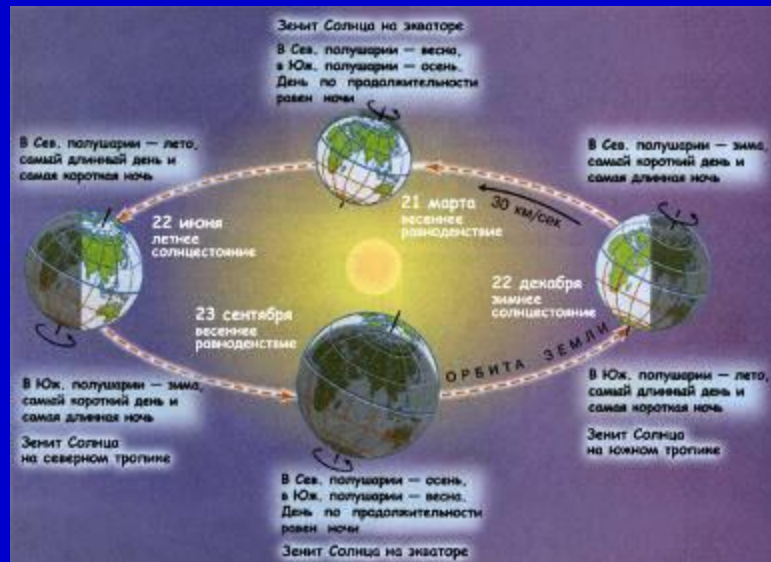 Зенит Солнца на экваторе
В Сев. полушарии — весна,
в Юж. полушарии — осень.
День по продолжительности
равен ночи
В Сев. полушарии — лето,
самый длинный день и
самая короткая ночь
В Сев. полушарии — зима,
самый короткий день и
самая длинная ночь
21 марта
весеннее
равноденствие
30 км/сек
22 июня
летнее
солнцестояние
22 декабря
зимнее
солнцестояние
23 сентября
весеннее
равноденствие
ОРБИТА ЗЕМЛИ
В Юж. полушарии — зима,
самый короткий день и
самая длинная ночь
Зенит Солнца
на северном тропике
В Юж. полушарии — лето,
самый длинный день и
самая короткая ночь
Зенит Солнца
на южном тропике
В Сев. полушарии — осень,
в Юж. полушарии — весна.
День по продолжительности
равен ночи
Зенит Солнца на экваторе